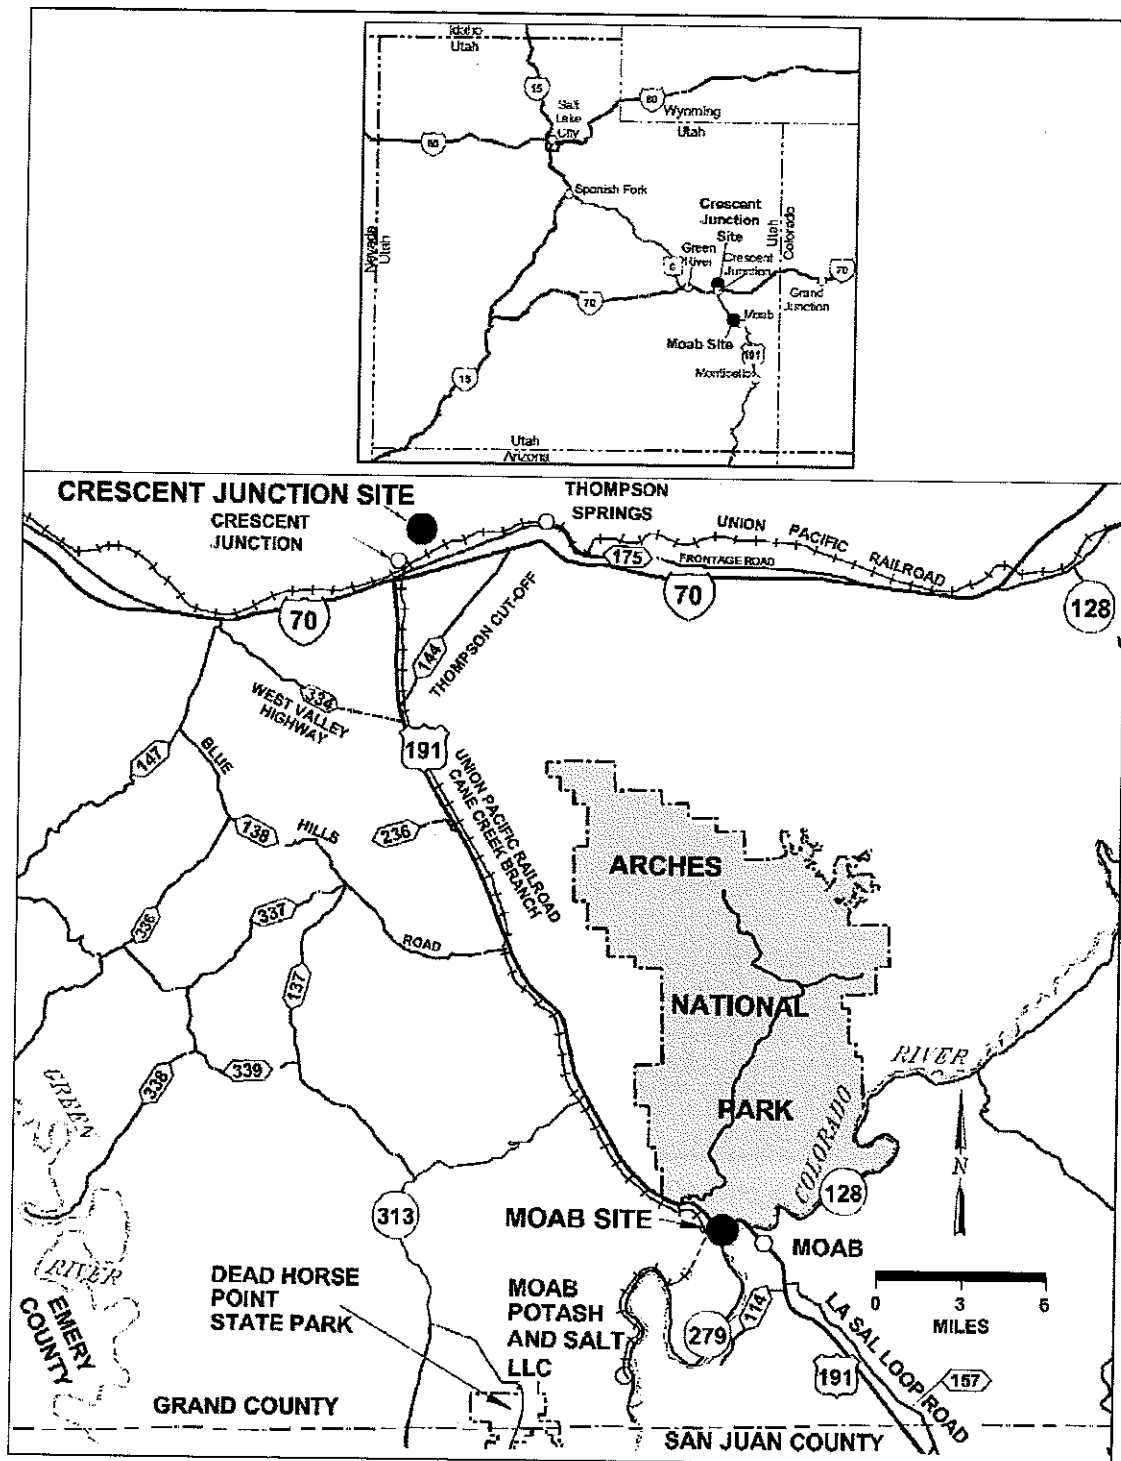 Idaho
Utah
15
80
Salt
Lake
City
Wyoming
Utah
80
Spanish Fork
Nevada
Utah
Crescent
Junction
Site
Utah
Colorado
Green
River
Crescent
Junction
6
70
70
Grand
Junction
Moab
Moab Site
191
Monticello
15
Utah
Arizona
CRESCENT JUNCTION SITE
CRESCENT
JUNCTION
THOMPSON
SPRINGS
UNION PACIFIC RAILROAD
175
FRONTAGE ROAD
70
70
128
144
THOMPSON CUT-OFF
334
WEST VALLEY
HIGHWAY
191
147
BLUE
HILLS
ROAD
138
236
UNION PACIFIC RAILROAD
CANE CREEK BRANCH
ARCHES
NATIONAL
PARK
336
337
137
338
339
GREEN
RIVER
COLORADO
RIVER
N
313
128
MOAB SITE
MOAB
DEAD HORSE
POINT
STATE PARK
MOAB
POTASH
AND SALT
LLC
0 3 6
MILES
279
114
LA SAL LOOP ROAD
191
157
EMERY
COUNTY
GRAND COUNTY
SAN JUAN COUNTY